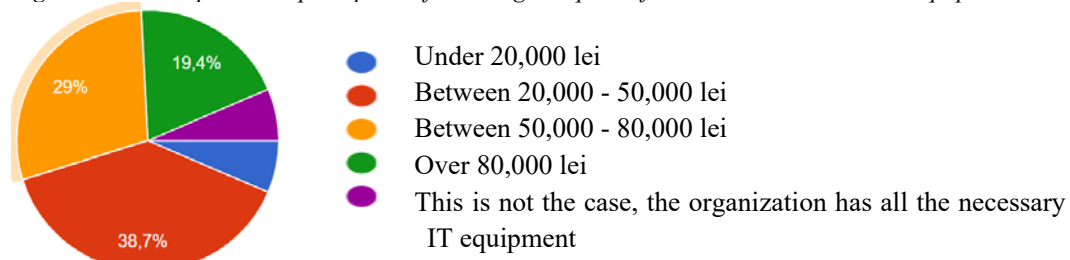 19,4%
29%
38,7%
Under 20,000 lei
Between 20,000 - 50,000 lei
Between 50,000 - 80,000 lei
Over 80,000 lei
This is not the case, the organization has all the necessary
IT equipment